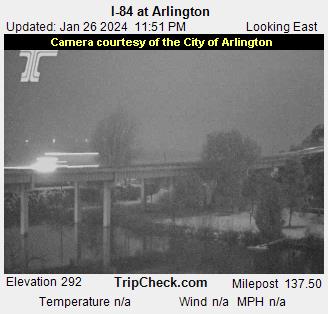 I-84 at Arlington
Updated: Jan 26 2024 11:51 PM Looking East
Camera courtesy of the City of Arlington
Elevation 292 TripCheck.com Milepost 137.50
Temperature n/a Wind n/a MPH n/a